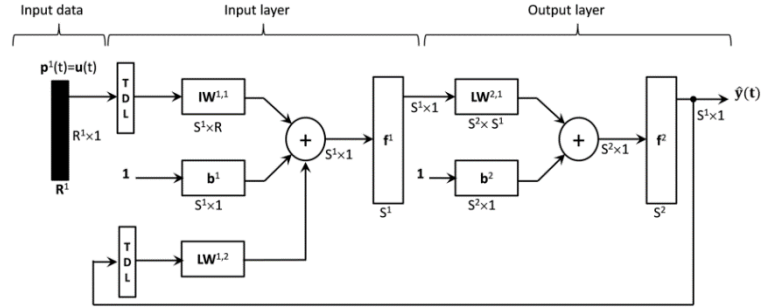 Input data
Input layer
Output layer
p¹(t)=u(t)
R¹×1
R¹
T
D
L
IW¹,¹
S¹×R
1
b¹
S¹×1
+
S¹×1
f¹
S¹
S¹×1
LW²,¹
S²× S¹
1
b²
S²×1
+
S²×1
f²
S²
ŷ(t)
S¹×1
T
D
L
LW¹,²